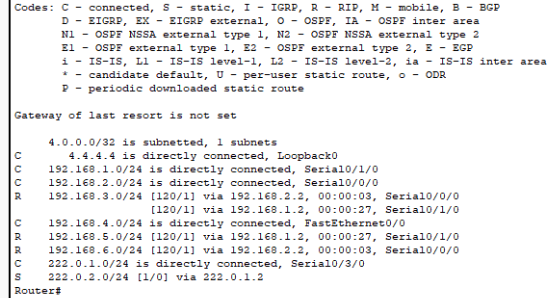 Codes: C - connected, S - static, I - IGRP, R - RIP, M - mobile, B - BGP
D - EIGRP, EX - EIGRP external, O - OSPF, IA - OSPF inter area
N1 - OSPF NSSA external type 1, N2 - OSPF NSSA external type 2
E1 - OSPF external type 1, E2 - OSPF external type 2, E - EGP
i - IS-IS, L1 - IS-IS level-1, L2 - IS-IS level-2, ia - IS-IS inter area
* - candidate default, U - per-user static route, o - ODR
P - periodic downloaded static route
Gateway of last resort is not set
4.0.0.0/32 is subnetted, 1 subnets
C 4.4.4.4 is directly connected, Loopback0
C 192.168.1.0/24 is directly connected, Serial0/1/0
C 192.168.2.0/24 is directly connected, Serial0/0/0
R 192.168.3.0/24 [120/1] via 192.168.2.2, 00:00:03, Serial0/0/0
[120/1] via 192.168.1.2, 00:00:27, Serial0/1/0
C 192.168.4.0/24 is directly connected, FastEthernet0/0
R 192.168.5.0/24 [120/1] via 192.168.1.2, 00:00:27, Serial0/1/0
R 192.168.6.0/24 [120/1] via 192.168.2.2, 00:00:03, Serial0/0/0
C 222.0.1.0/24 is directly connected, Serial0/3/0
S 222.0.2.0/24 [1/0] via 222.0.1.2
Router#